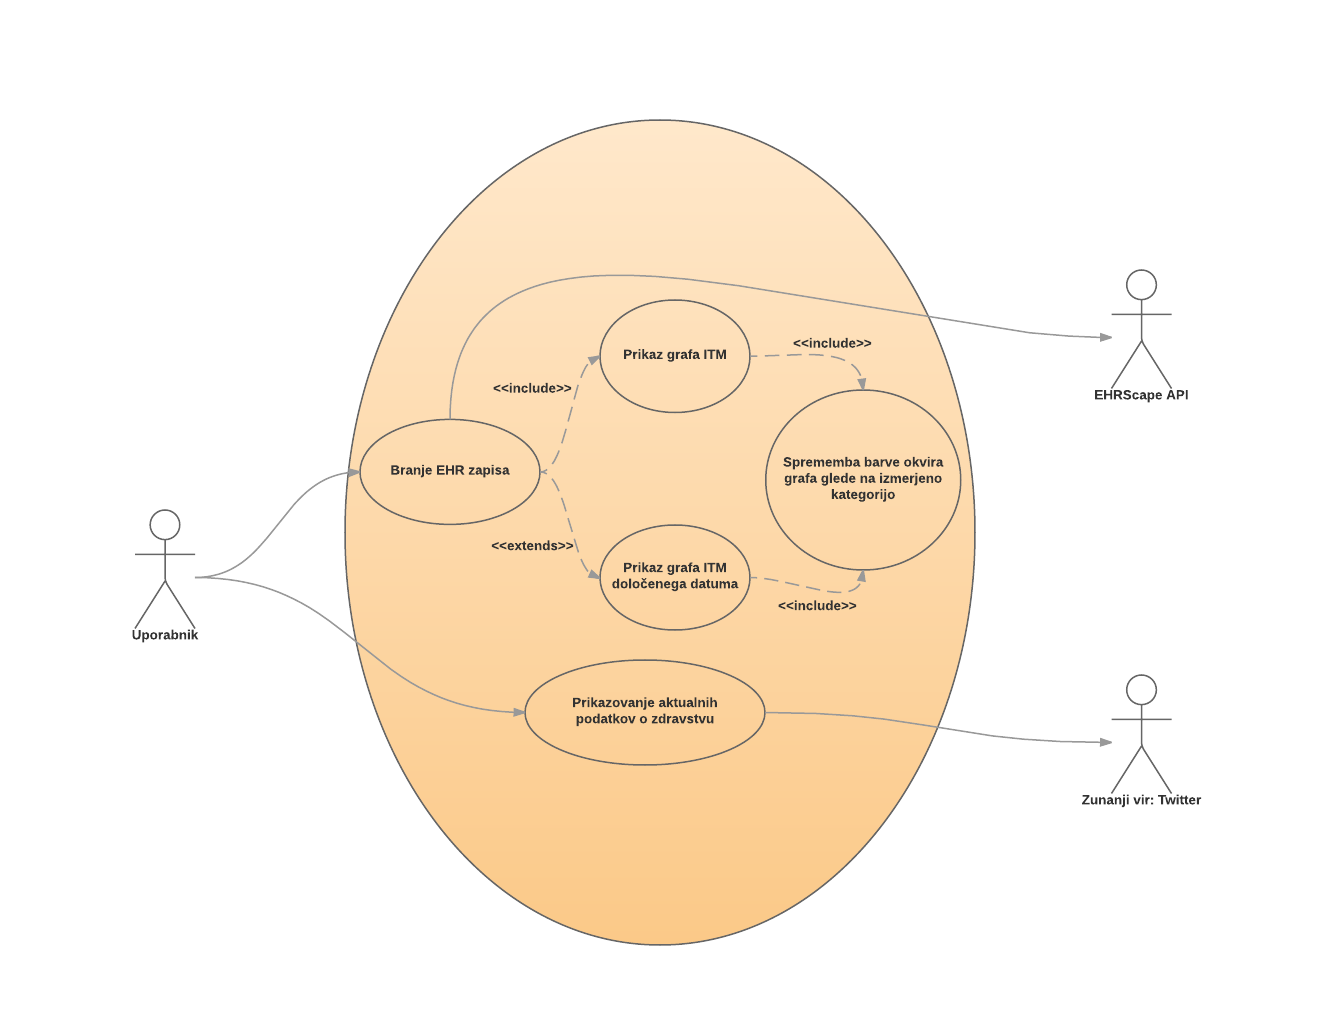 <<include>>
Prikaz grafa ITM
<<include>>
EHRScape API
Branje EHR zapisa
Sprememba barve okvira
grafa glede na izmerjeno
kategorijo
<<extends>>
Prikaz grafa ITM
določenega datuma
<<include>>
Uporabnik
Prikazovanje aktualnih
podatkov o zdravstvu
Zunanji vir: Twitter